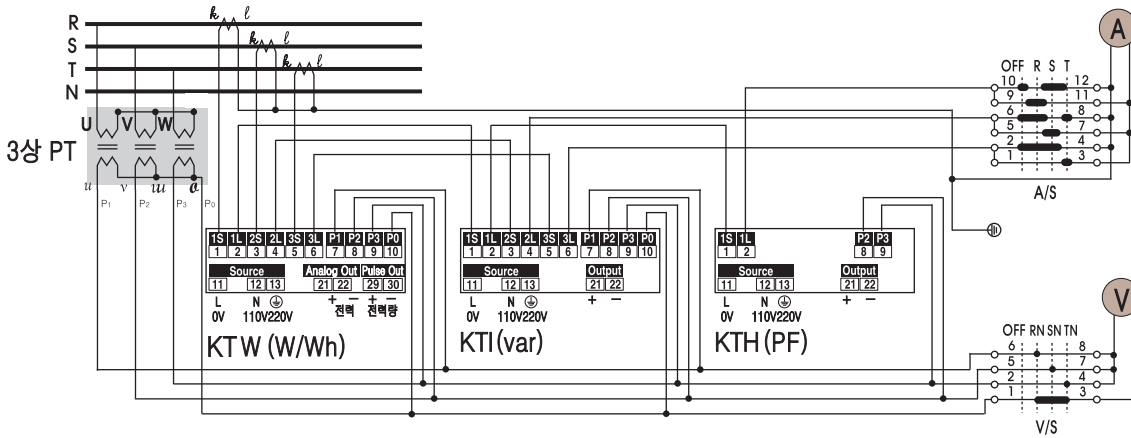 R
S
T
N
k l
k l
k l
U V W
3상 PT
u v w o
P1 P2 P3 P0
1S 1L 2S 2L 3S 3L P1 P2 P3 P0
1 2 3 4 5 6 7 8 9 10
Source Analog Out Pulse Out
11 12 13 21 22 29 30
L N + − + −
0V 110V220V 전력 전력량
KTW (W/Wh)
1S 1L 2S 2L 3S 3L P1 P2 P3 P0
1 2 3 4 5 6 7 8 9 10
Source Output
11 12 13 21 22
L N + −
0V 110V220V
KTI (var)
1S 1L P2 P3
1 2 8 9
Source Output
11 12 13 21 22
L N + −
0V 110V220V
KTH (PF)
A
OFF R S T
10 12
9 11
6 8
5 7
2 4
1 3
A/S
V
OFF RN SN TN
6 8
5 7
2 4
1 3
V/S